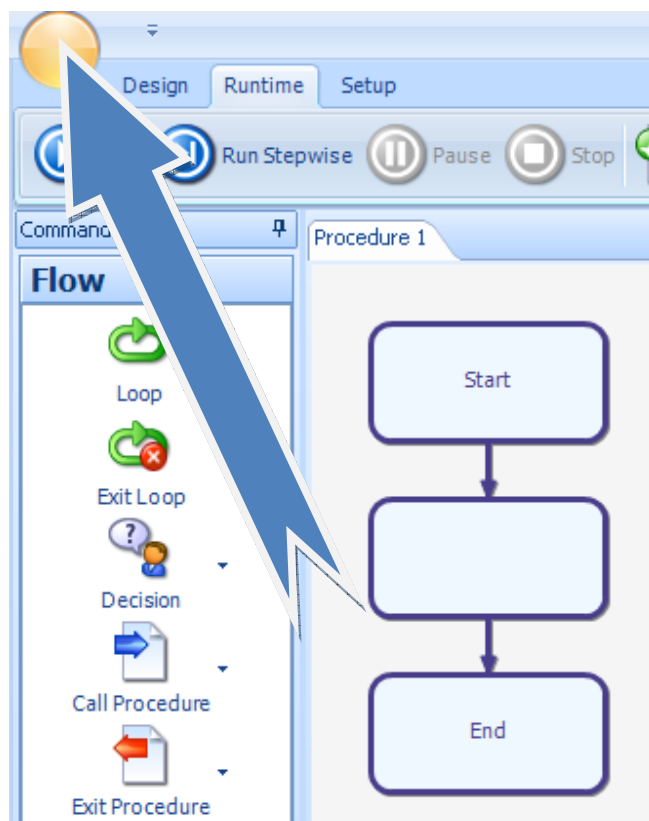 Design Runtime Setup
Run Stepwise Pause Stop
Procedure 1
Flow
Loop
Exit Loop
Decision
Call Procedure
Exit Procedure
Start
End